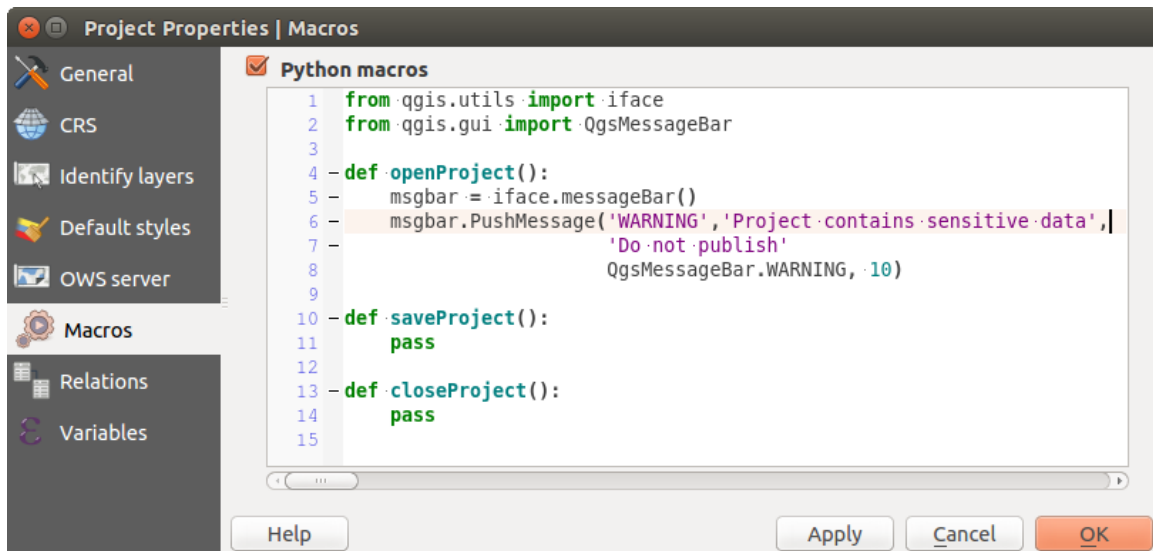 Project Properties | Macros
General
CRS
Identify layers
Default styles
OWS server
Macros
Relations
Variables
Python macros
1 from qgis.utils import iface
2 from qgis.gui import QgsMessageBar
3
4 def openProject():
5 msgbar = iface.messageBar()
6 msgbar.PushMessage('WARNING','Project contains sensitive data',
7 'Do not publish'
8 QgsMessageBar.WARNING, 10)
9
10 def saveProject():
11 pass
12
13 def closeProject():
14 pass
15
Help
Apply
Cancel
OK